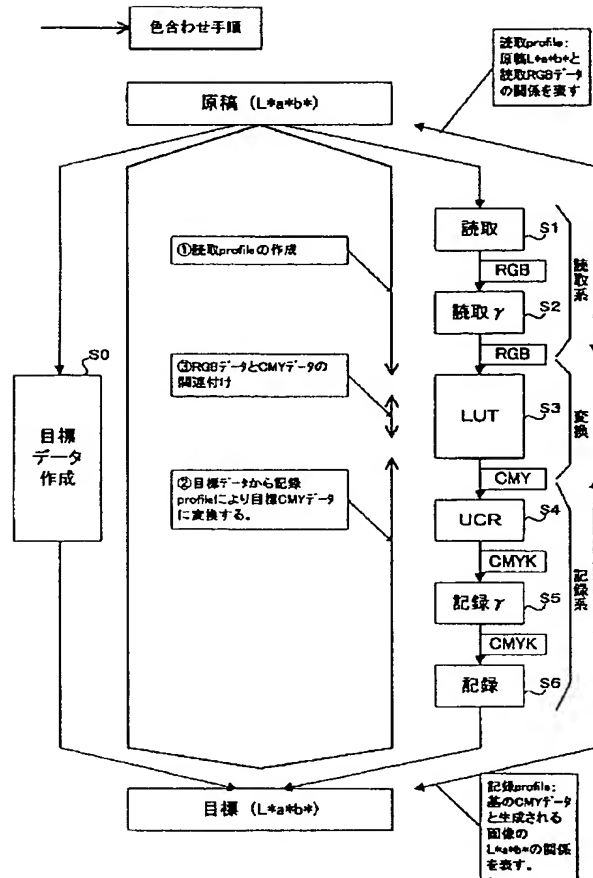 色合わせ手順
読取profile:
原稿L*a*b*と
読取RGBデータ
の関係を表す
原稿 (L*a*b*)
読取
S1
①読取profileの作成
RGB
読取系
読取γ
S2
S0
RGB
③RGBデータとCMYデータの
関連付け
LUT
S3
変換
目標
データ
作成
②目標データから記録
profileにより目標CMYデータ
に変換する。
CMY
UCR
S4
CMYK
記録系
記録γ
S5
CMYK
記録
S6
目標 (L*a*b*)
記録profile:
基のCMYデータ
と生成される
画像の
L*a*b*の関係
を表す。